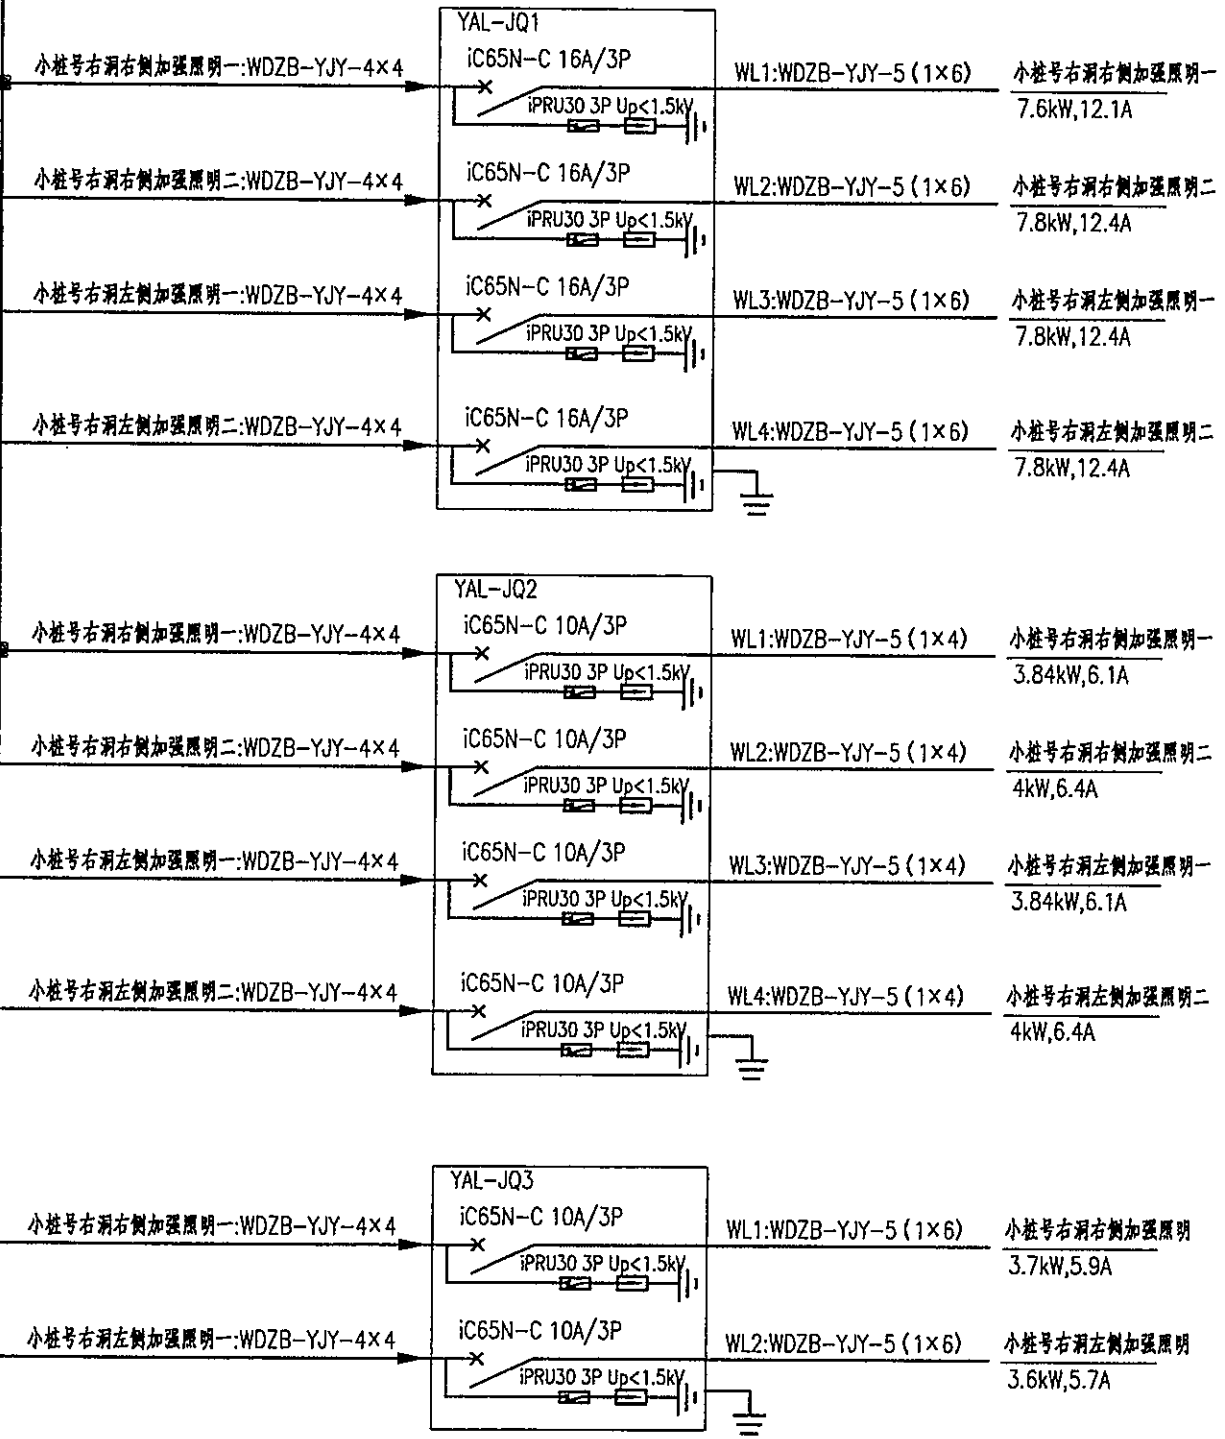 YAL-JQ1
小桩号右洞右侧加强照明一:WDZB-YJY-4×4
iC65N-C 16A/3P
WL1:WDZB-YJY-5(1×6)
小桩号右洞右侧加强照明一
iPRU30 3P Up<1.5kV
7.6kW,12.1A
小桩号右洞右侧加强照明二:WDZB-YJY-4×4
iC65N-C 16A/3P
WL2:WDZB-YJY-5(1×6)
小桩号右洞右侧加强照明二
iPRU30 3P Up<1.5kV
7.8kW,12.4A
小桩号右洞左侧加强照明一:WDZB-YJY-4×4
iC65N-C 16A/3P
WL3:WDZB-YJY-5(1×6)
小桩号右洞左侧加强照明一
iPRU30 3P Up<1.5kV
7.8kW,12.4A
小桩号右洞左侧加强照明二:WDZB-YJY-4×4
iC65N-C 16A/3P
WL4:WDZB-YJY-5(1×6)
小桩号右洞左侧加强照明二
iPRU30 3P Up<1.5kV
7.8kW,12.4A
YAL-JQ2
小桩号右洞右侧加强照明一:WDZB-YJY-4×4
iC65N-C 10A/3P
WL1:WDZB-YJY-5(1×4)
小桩号右洞右侧加强照明一
iPRU30 3P Up<1.5kV
3.84kW,6.1A
小桩号右洞右侧加强照明二:WDZB-YJY-4×4
iC65N-C 10A/3P
WL2:WDZB-YJY-5(1×4)
小桩号右洞右侧加强照明二
iPRU30 3P Up<1.5kV
4kW,6.4A
小桩号右洞左侧加强照明一:WDZB-YJY-4×4
iC65N-C 10A/3P
WL3:WDZB-YJY-5(1×4)
小桩号右洞左侧加强照明一
iPRU30 3P Up<1.5kV
3.84kW,6.1A
小桩号右洞左侧加强照明二:WDZB-YJY-4×4
iC65N-C 10A/3P
WL4:WDZB-YJY-5(1×4)
小桩号右洞左侧加强照明二
iPRU30 3P Up<1.5kV
4kW,6.4A
YAL-JQ3
小桩号右洞右侧加强照明一:WDZB-YJY-4×4
iC65N-C 10A/3P
WL1:WDZB-YJY-5(1×6)
小桩号右洞右侧加强照明
iPRU30 3P Up<1.5kV
3.7kW,5.9A
小桩号右洞左侧加强照明一:WDZB-YJY-4×4
iC65N-C 10A/3P
WL2:WDZB-YJY-5(1×6)
小桩号右洞左侧加强照明
iPRU30 3P Up<1.5kV
3.6kW,5.7A